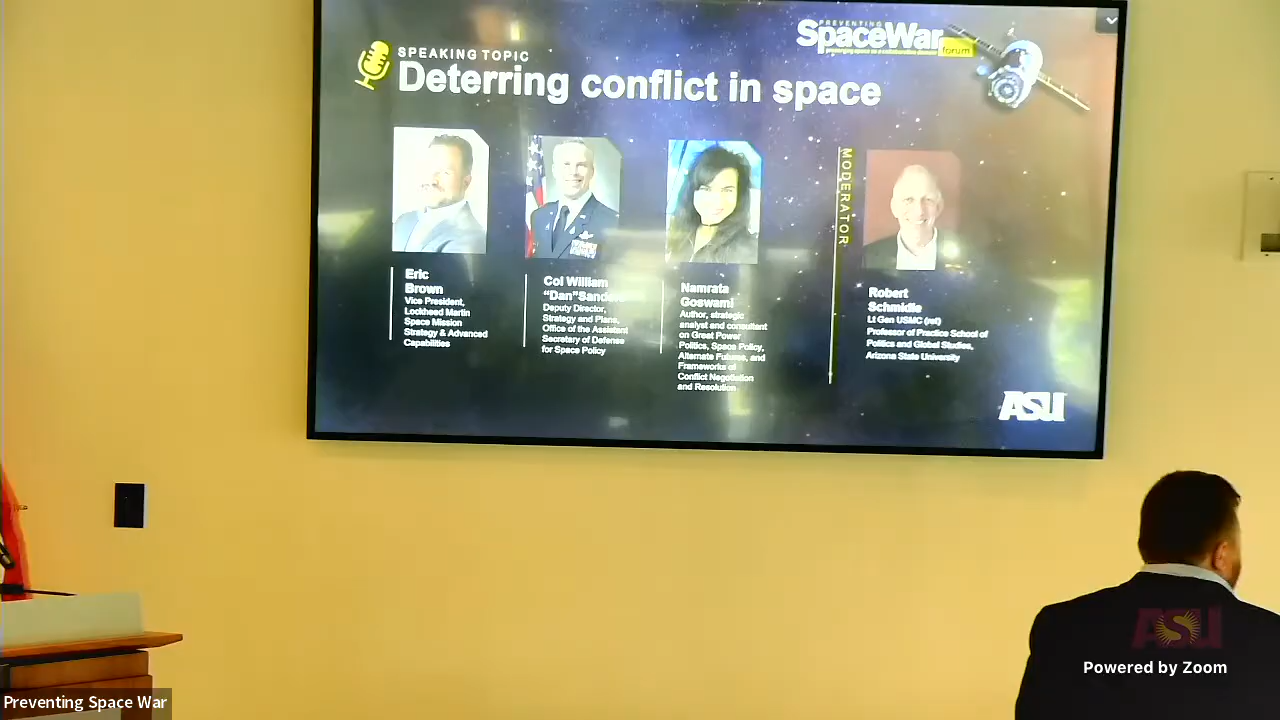 PREVENTING
SpaceWar
forum
SPEAKING TOPIC
Deterring conflict in space
Eric
Brown
Vice President,
Lockheed Martin
Space Mission
Strategy & Advanced
Capabilities
Col William
"Dan"
Deputy Director,
Strategy and Plans,
Office of the Assistant
Secretary of Defense
for Space Policy
Namrata
Goswami
Author, strategic
analyst and consultant
on Great Power
Politics, Space Policy,
Alternate Futures, and
Frameworks of
Conflict Negotiation
and Resolution
MODERATOR
Robert
Schmidle
Lt Gen USMC (ret)
Professor of Practice School of
Politics and Global Studies,
Arizona State University
ASU
ASU
Powered by Zoom
Preventing Space War